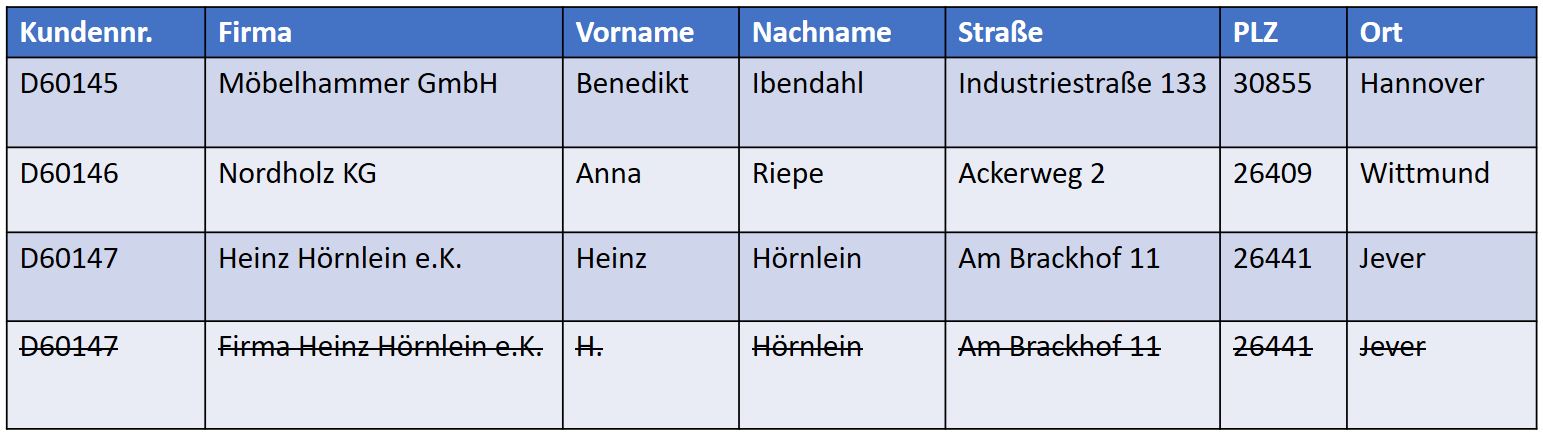 Kundennr. Firma Vorname Nachname Straße PLZ Ort
D60145 Möbelhammer GmbH Benedikt Ibendahl Industriestraße 133 30855 Hannover
D60146 Nordholz KG Anna Riepe Ackerweg 2 26409 Wittmund
D60147 Heinz Hörnlein e.K. Heinz Hörnlein Am Brackhof 11 26441 Jever
D60147 Firma Heinz Hörnlein e.K. H. Hörnlein Am Brackhof 11 26441 Jever